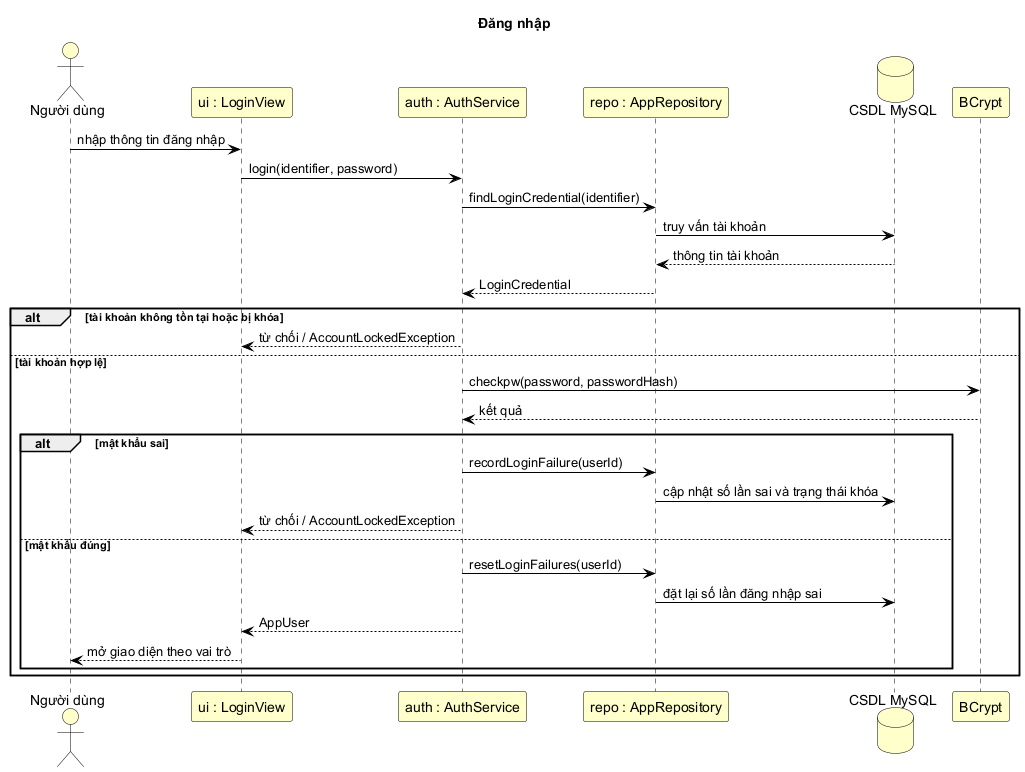 Đăng nhập
Người dùng
ui : LoginView
auth : AuthService
repo : AppRepository
CSDL MySQL
BCrypt
nhập thông tin đăng nhập
login(identifier, password)
findLoginCredential(identifier)
truy vấn tài khoản
thông tin tài khoản
LoginCredential
alt [tài khoản không tồn tại hoặc bị khóa]
từ chối / AccountLockedException
[tài khoản hợp lệ]
checkpw(password, passwordHash)
kết quả
alt [mật khẩu sai]
recordLoginFailure(userId)
cập nhật số lần sai và trạng thái khóa
từ chối / AccountLockedException
[mật khẩu đúng]
resetLoginFailures(userId)
đặt lại số lần đăng nhập sai
AppUser
mở giao diện theo vai trò
Người dùng
ui : LoginView
auth : AuthService
repo : AppRepository
CSDL MySQL
BCrypt